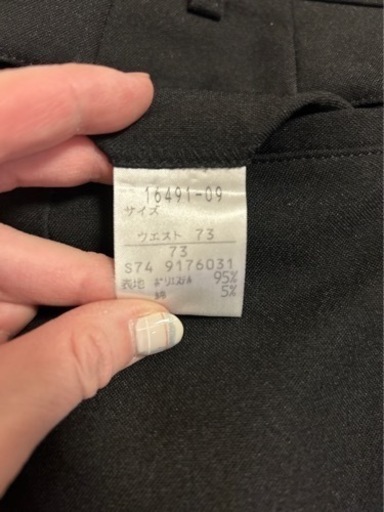 16491-09
サイズ
ウエスト 73
73
S74 9176031
表地 ポリエステル 95%
綿 5%